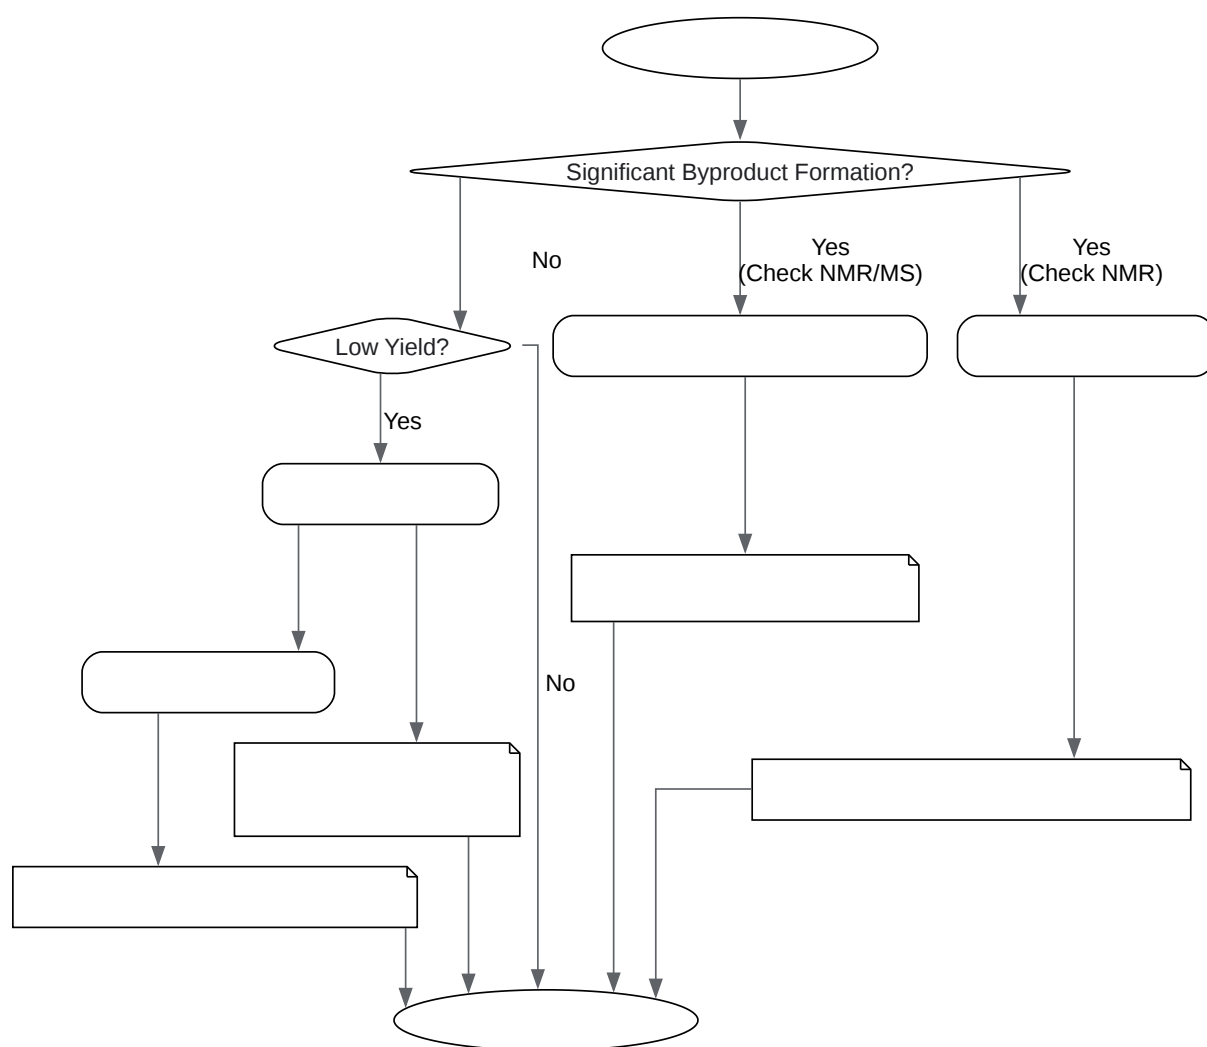 Significant Byproduct Formation?
No
Yes
(Check NMR/MS)
Yes
(Check NMR)
Low Yield?
Yes
No